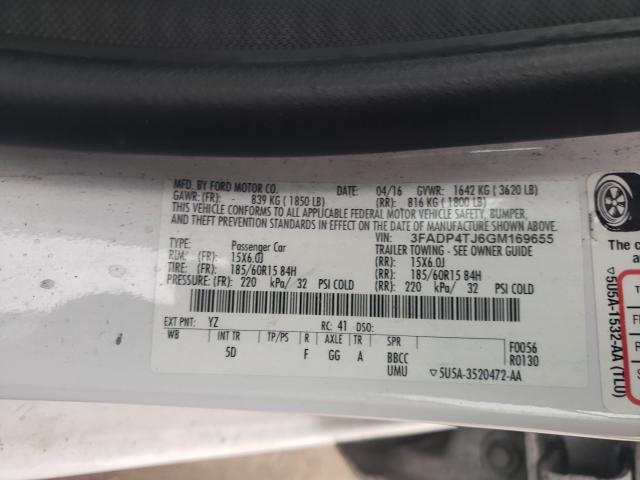 MFD. BY FORD MOTOR CO.
DATE: 04/16 GVWR: 1642 KG ( 3620 LB)
GAWR: (FR): - 839 KG ( 1850 LB) (RR): 816 KG ( 1800 LB)
THIS VEHICLE CONFORMS TO ALL APPLICABLE FEDERAL MOTOR VEHICLE SAFETY, BUMPER,
AND THEFT PREVENTION STANDARDS IN EFFECT ON THE DATE OF MANUFACTURE SHOWN ABOVE.
VIN: 3FADP4TJ6GM169655
TYPE: Passenger Car TRAILER TOWING - SEE OWNER GUIDE
RIM: (FR): 15X6.0J (RR): 15X6.0J
TIRE: (FR): 185/60R15 84H (RR): 185/60R15 84H
PRESSURE: (FR): 220 kPa/ 32 PSI COLD (RR): 220 kPa/ 32 PSI COLD
EXT PNT: YZ RC: 41 DSO:
WB INT TR TP/PS R AXLE TR SPR F0056
5D F GG A BBCC R0130
UMU ▽5U5A-3520472-AA
The c
and
▽5U5A-1532-AA (TL0)